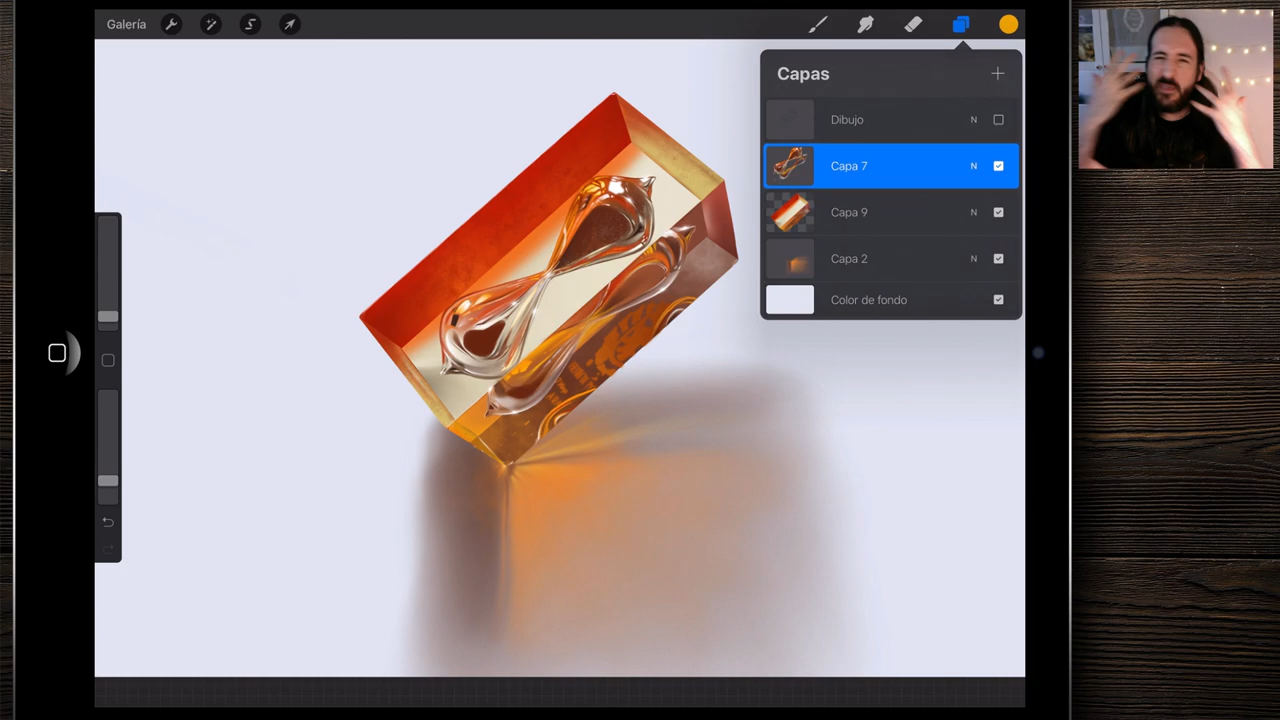 Galería
Capas
Dibujo N
Capa 7 N
Capa 9 N
Capa 2 N
Color de fondo